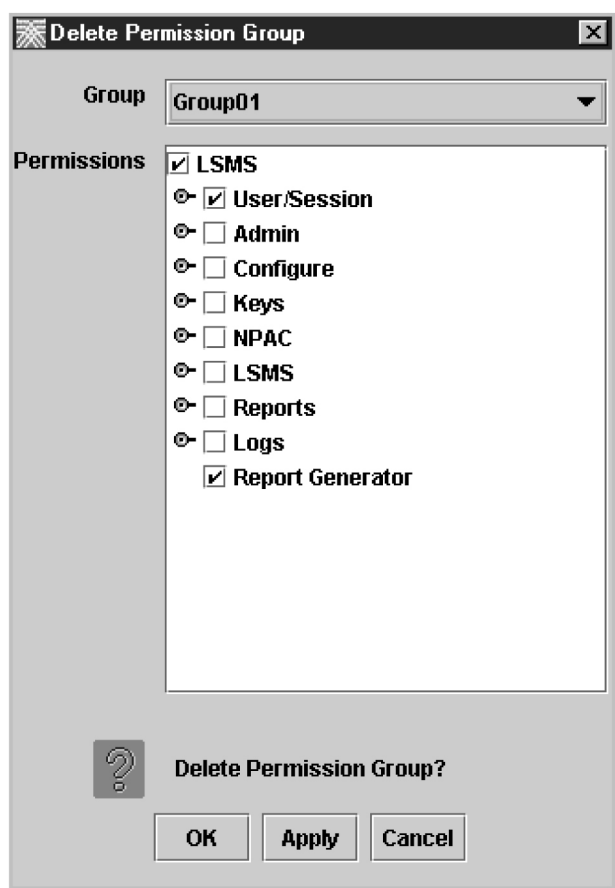 Delete Permission Group
Group
Group01
Permissions
LSMS
User/Session
Admin
Configure
Keys
NPAC
LSMS
Reports
Logs
Report Generator
Delete Permission Group?
OK Apply Cancel